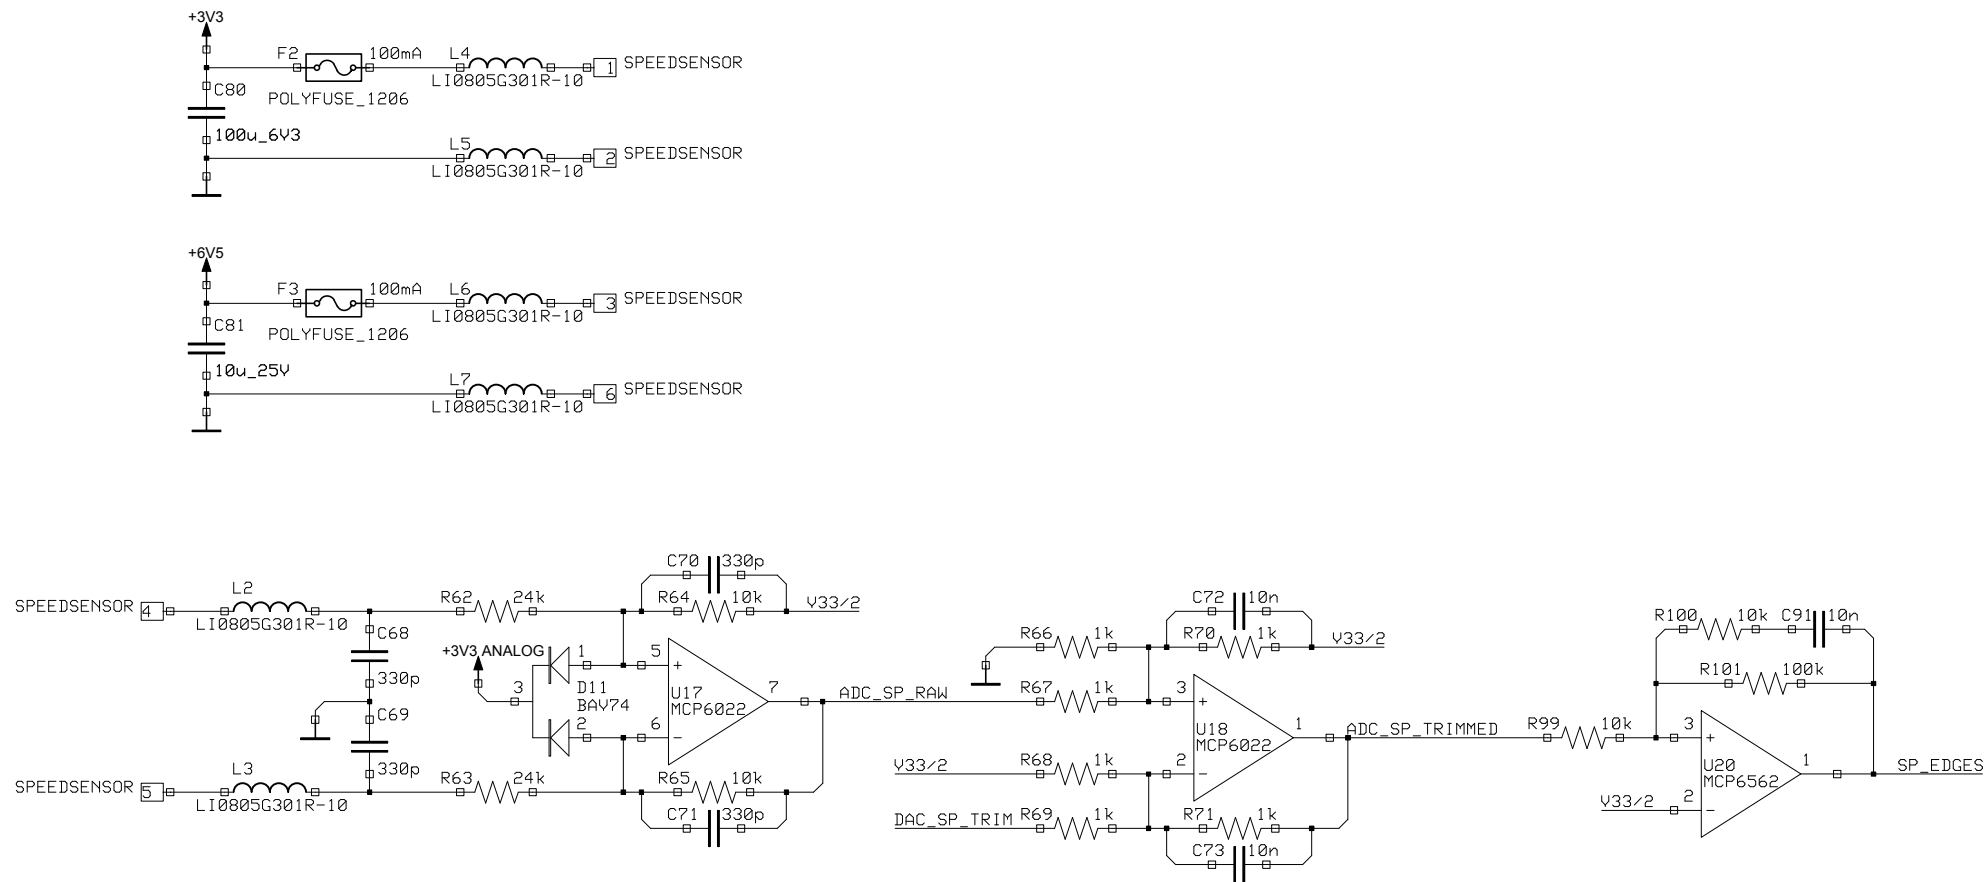 +3V3
F2 100mA L4 SPEEDSENSOR
1
LI0805G301R-10
C80
POLYFUSE_1206
100u_6V3
L5 SPEEDSENSOR
2
LI0805G301R-10
+6V5
F3 100mA L6 SPEEDSENSOR
3
LI0805G301R-10
C81
POLYFUSE_1206
10u_25V
L7 SPEEDSENSOR
6
LI0805G301R-10
C70 330p
L2
SPEEDSENSOR 4
LI0805G301R-10
R62 24k
R64 10k
V33/2
C68
330p
C69
330p
+3V3 ANALOG
3
1
D11
BAV74
2
5
+
U17
MCP6022
6
-
7
ADC_SP_RAW
L3
SPEEDSENSOR 5
LI0805G301R-10
R63 24k
R65 10k
C71 330p
C72 10n
R66 1k
R70 1k
V33/2
R67 1k
3
+
U18
MCP6022
2
-
1
ADC_SP_TRIMMED
V33/2 R68 1k
DAC_SP_TRIM R69 1k
R71 1k
C73 10n
R100 10k C91 10n
R101 100k
R99 10k
3
+
U20
MCP6562
V33/2
2
-
1
SP_EDGES